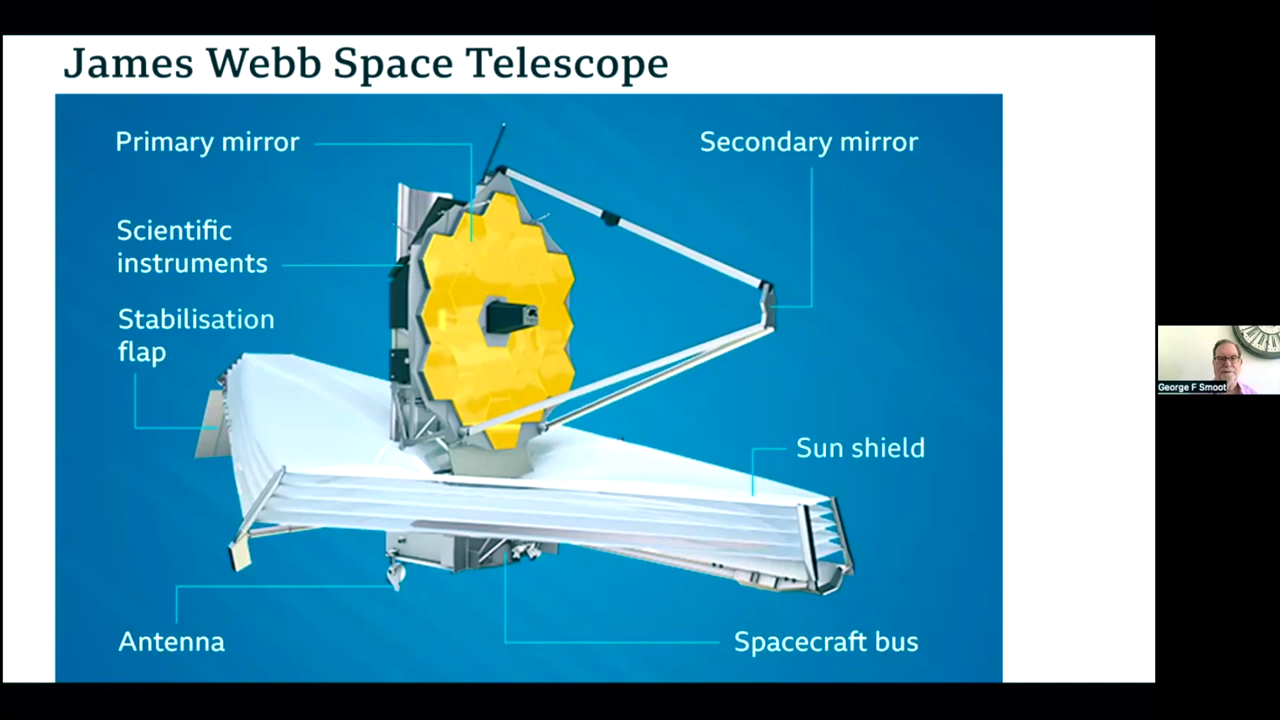 James Webb Space Telescope
Primary mirror
Secondary mirror
Scientific
instruments
Stabilisation
flap
George F Smoot
Sun shield
Antenna
Spacecraft bus